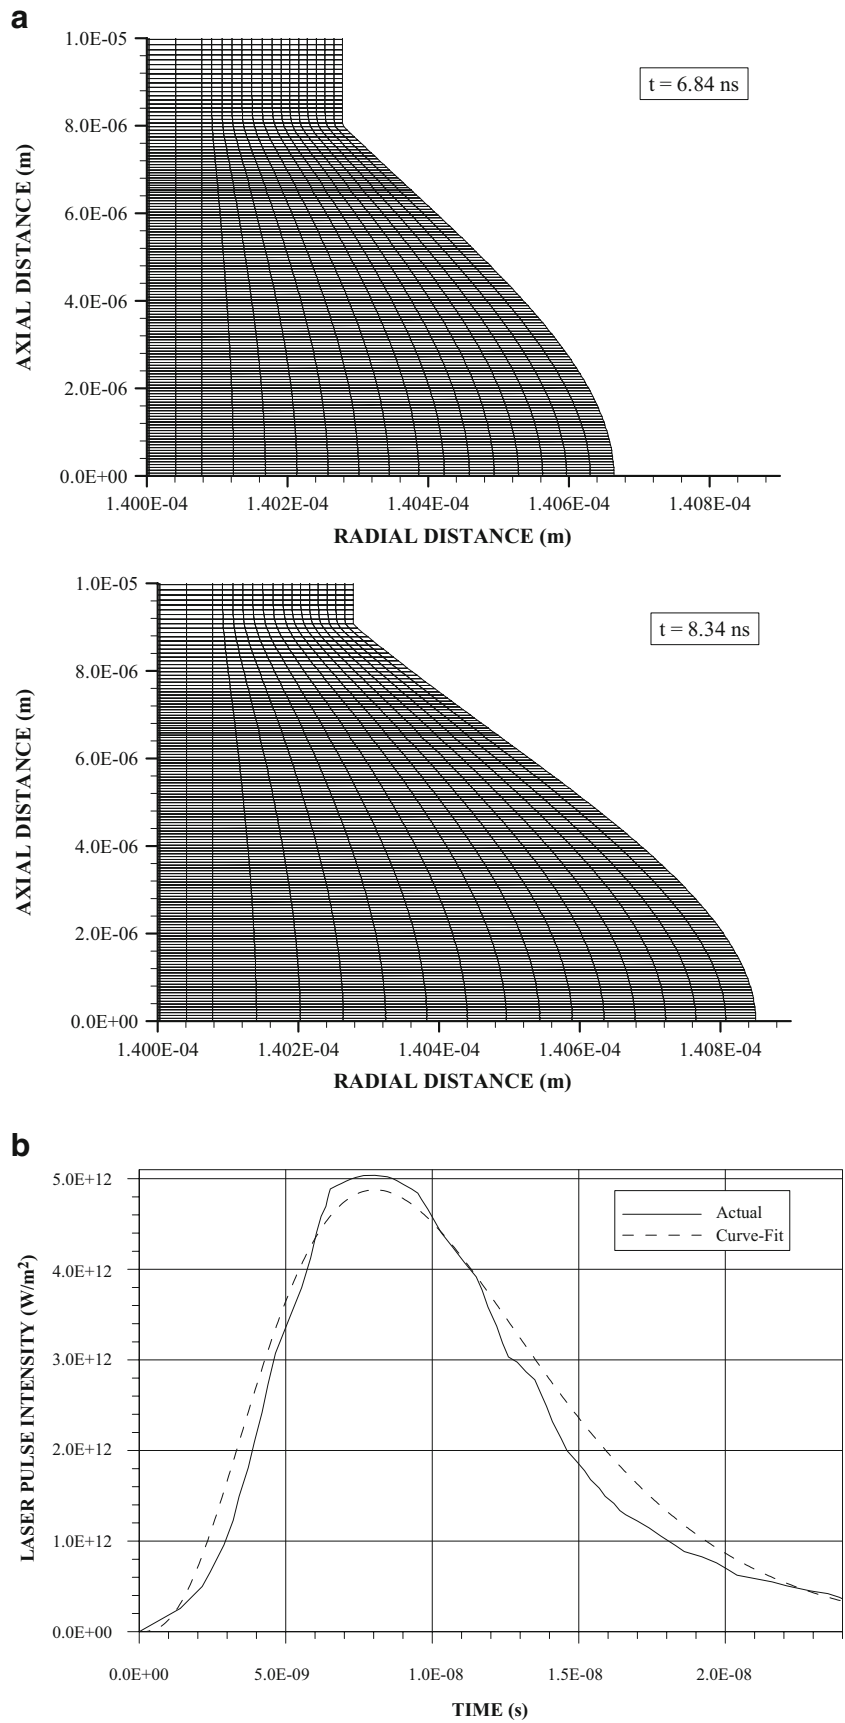 a
1.0E-05
8.0E-06
6.0E-06
4.0E-06
2.0E-06
0.0E+00
AXIAL DISTANCE (m)
t = 6.84 ns
1.400E-04 1.402E-04 1.404E-04 1.406E-04 1.408E-04
RADIAL DISTANCE (m)
1.0E-05
8.0E-06
6.0E-06
4.0E-06
2.0E-06
0.0E+00
AXIAL DISTANCE (m)
t = 8.34 ns
1.400E-04 1.402E-04 1.404E-04 1.406E-04 1.408E-04
RADIAL DISTANCE (m)
b
5.0E+12
4.0E+12
3.0E+12
2.0E+12
1.0E+12
0.0E+00
LASER PULSE INTENSITY (W/m²)
Actual
Curve-Fit
0.0E+00 5.0E-09 1.0E-08 1.5E-08 2.0E-08
TIME (s)